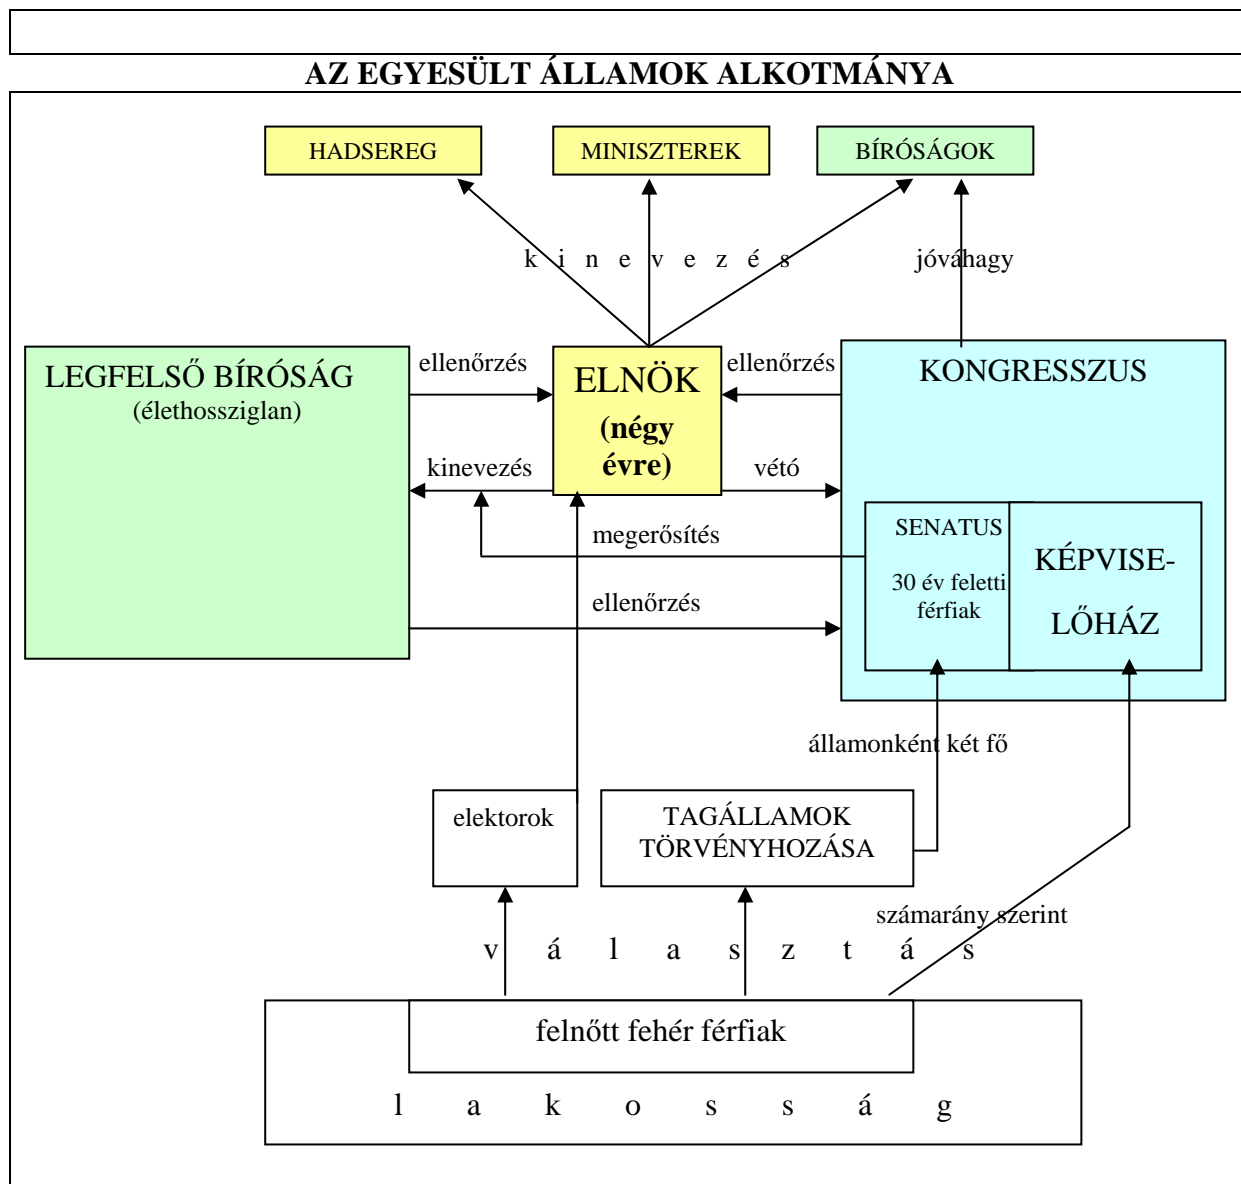 AZ EGYESÜLT ÁLLAMOK ALKOTMÁNYA
HADSEREG
MINISZTEREK
BÍRÓSÁGOK
k i n e v e z é s
jóváhagy
LEGFELSŐ BÍRÓSÁG
(élethossziglan)
ellenőrzés
ELNÖK
(négy
évre)
ellenőrzés
KONGRESSZUS
kinevezés
vétó
megerősítés
SENATUS
30 év feletti
férfiak
KÉPVISE-
LŐHÁZ
ellenőrzés
államonként két fő
elektorok
TAGÁLLAMOK
TÖRVÉNYHOZÁSA
számarány szerint
v á l a s z t á s
felnőtt fehér férfiak
l a k o s s á g